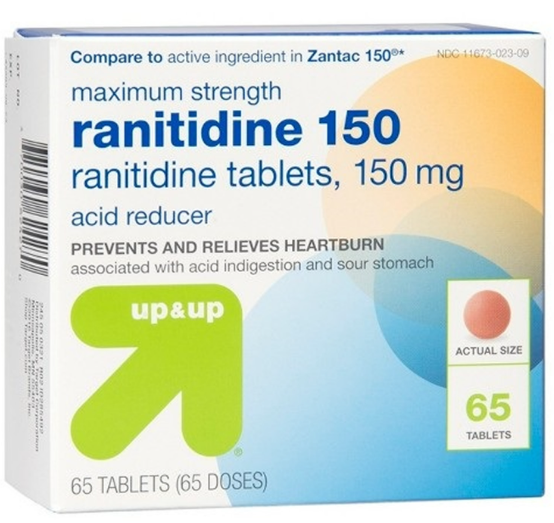 Compare to active ingredient in Zantac 150®*
NDC 11673-023-09
maximum strength
ranitidine 150
ranitidine tablets, 150 mg
acid reducer
PREVENTS AND RELIEVES HEARTBURN
associated with acid indigestion and sour stomach
up&up
®
ACTUAL SIZE
65
TABLETS
65 TABLETS (65 DOSES)
LOT
EXP